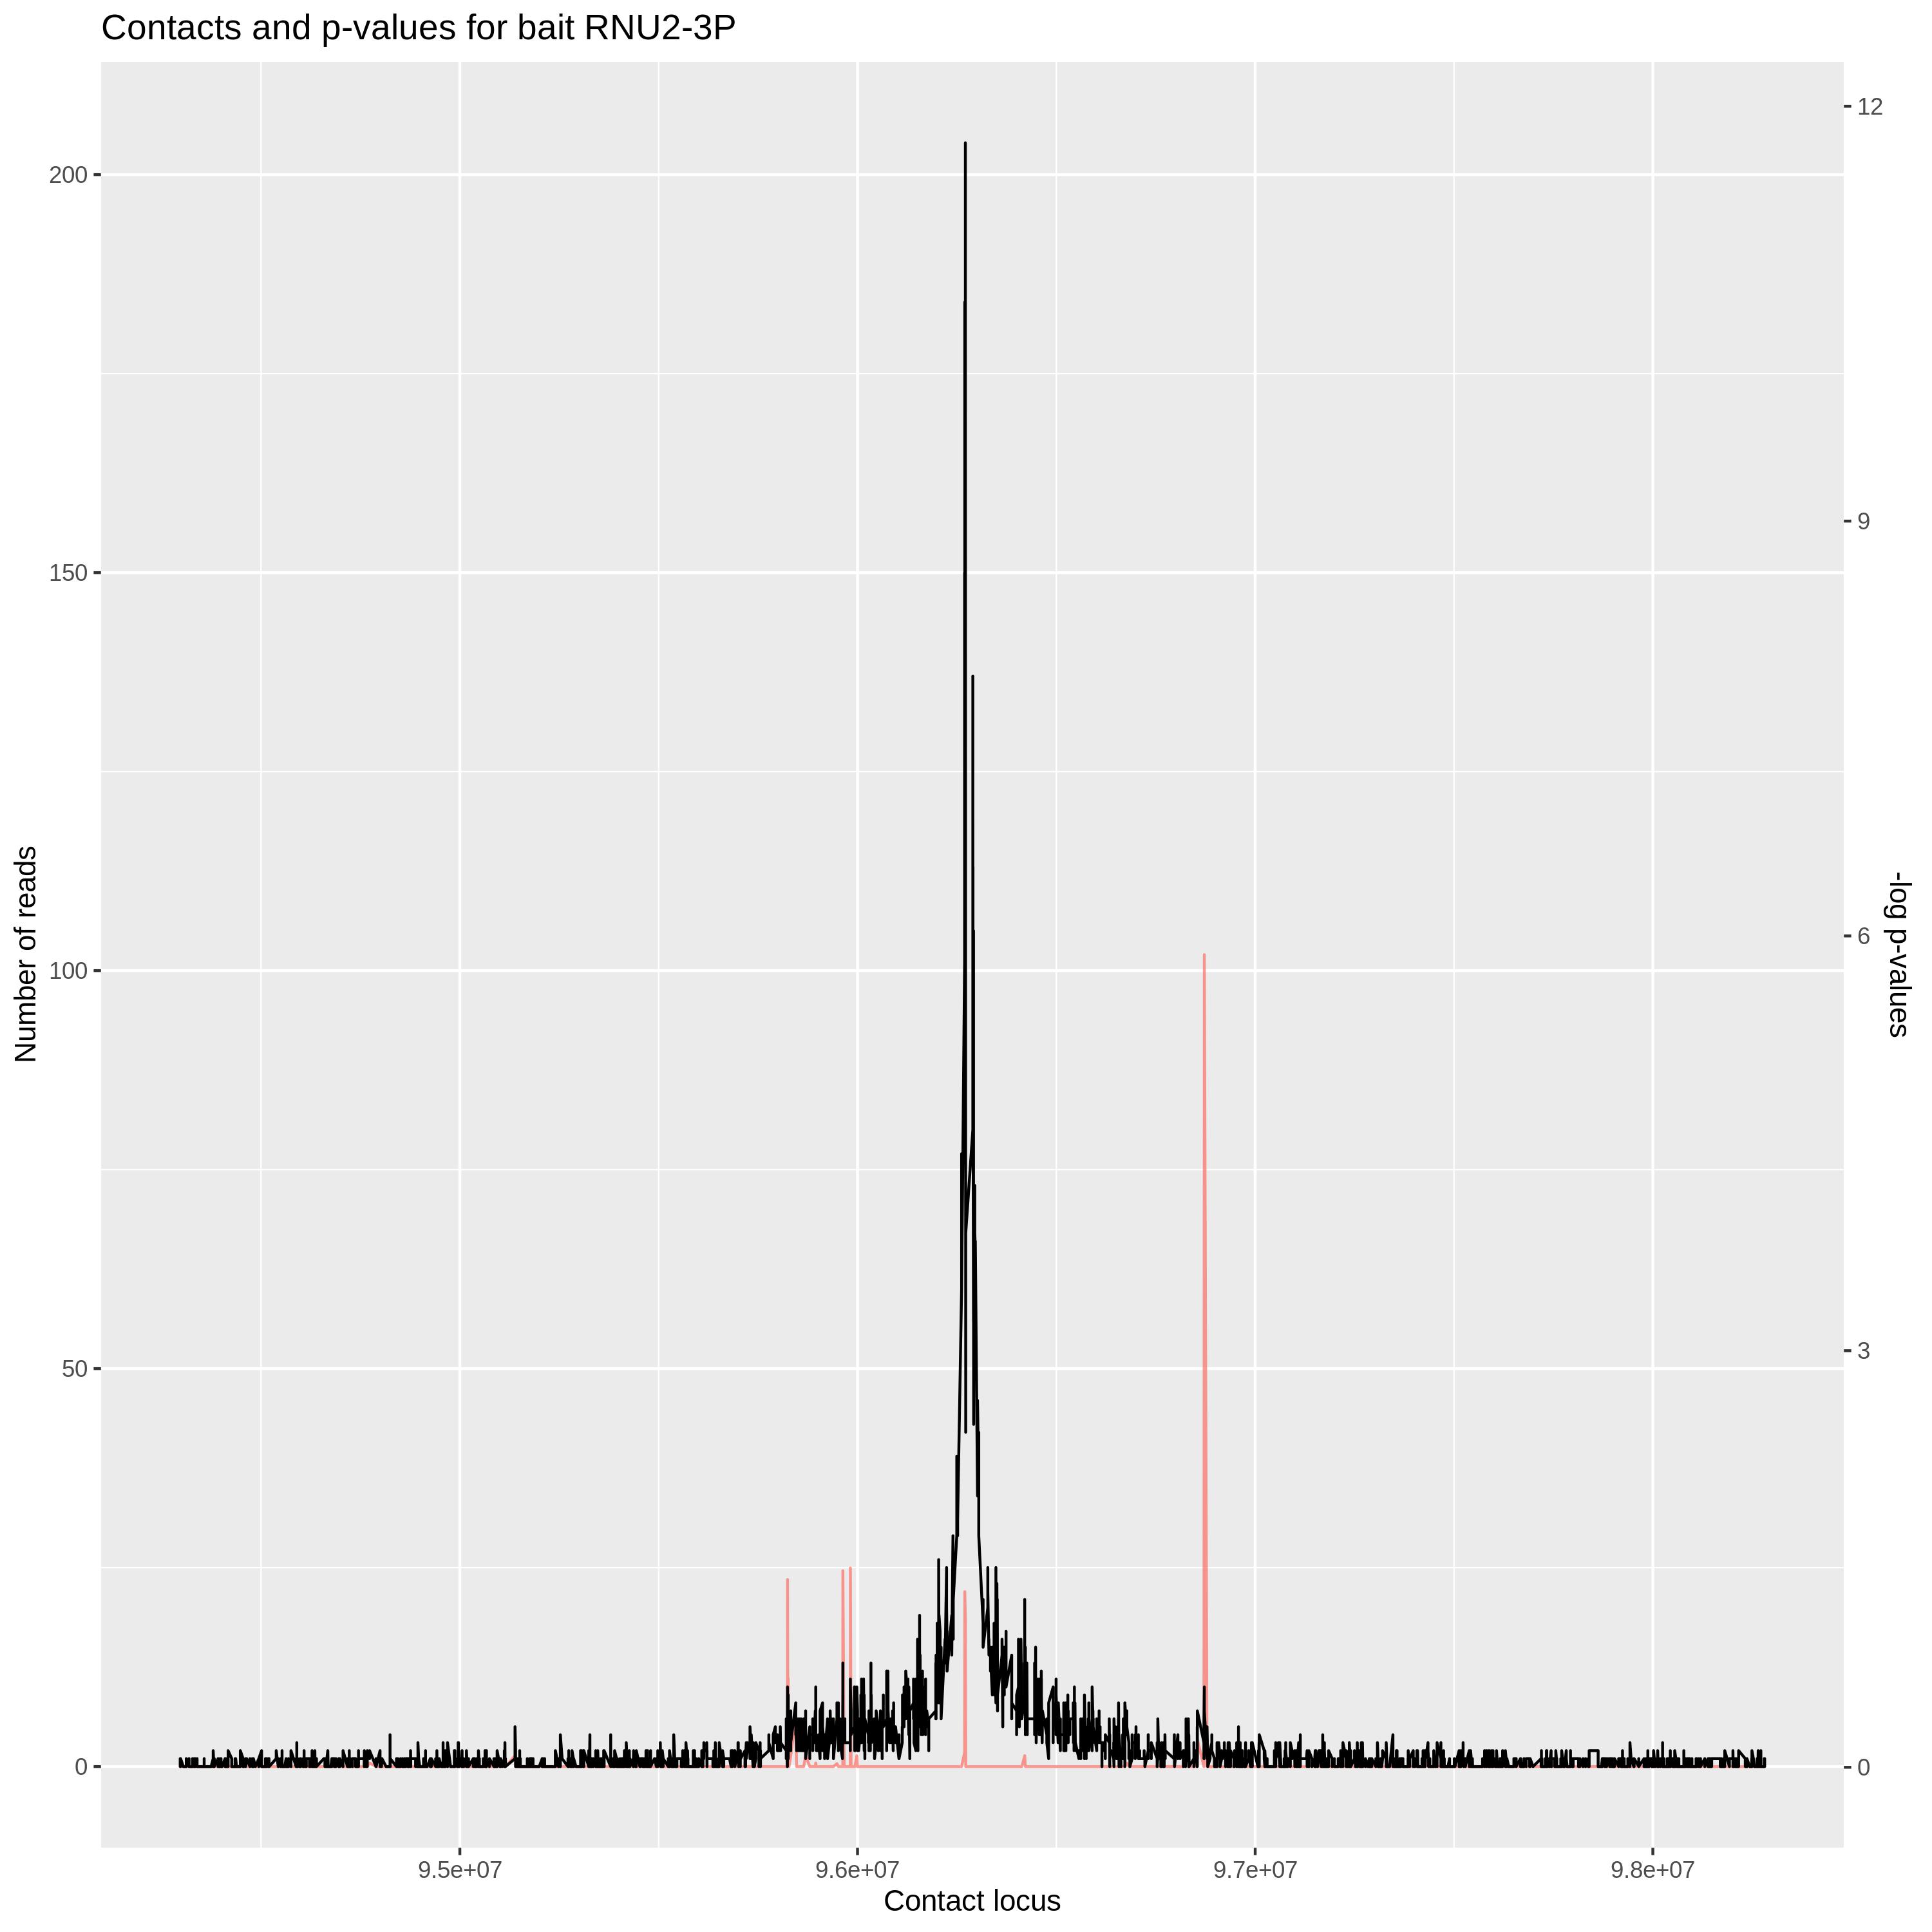 Contacts and p-values for bait RNU2-3P
Number of reads
200
150
100
50
0
12
9
6
3
0
-log p-values
9.5e+07 9.6e+07 9.7e+07 9.8e+07
Contact locus